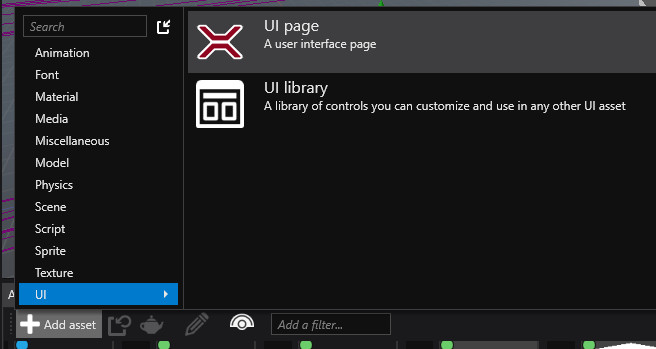 Search
Animation
Font
Material
Media
Miscellaneous
Model
Physics
Scene
Script
Sprite
Texture
UI
UI page
A user interface page
UI library
A library of controls you can customize and use in any other UI asset
A
Add asset
Add a filter...